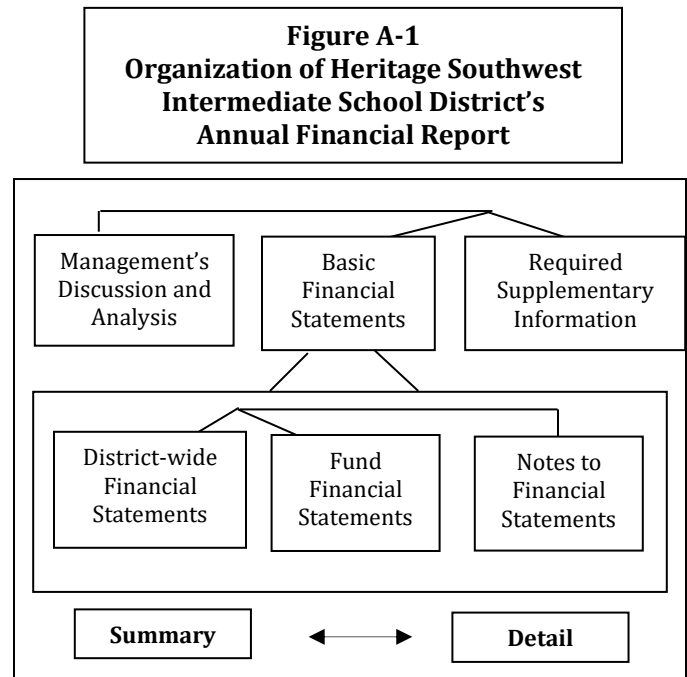 Figure A-1
Organization of Heritage Southwest
Intermediate School District’s
Annual Financial Report
Management’s
Discussion and
Analysis
Basic
Financial
Statements
Required
Supplementary
Information
District-wide
Financial
Statements
Fund
Financial
Statements
Notes to
Financial
Statements
Summary
Detail